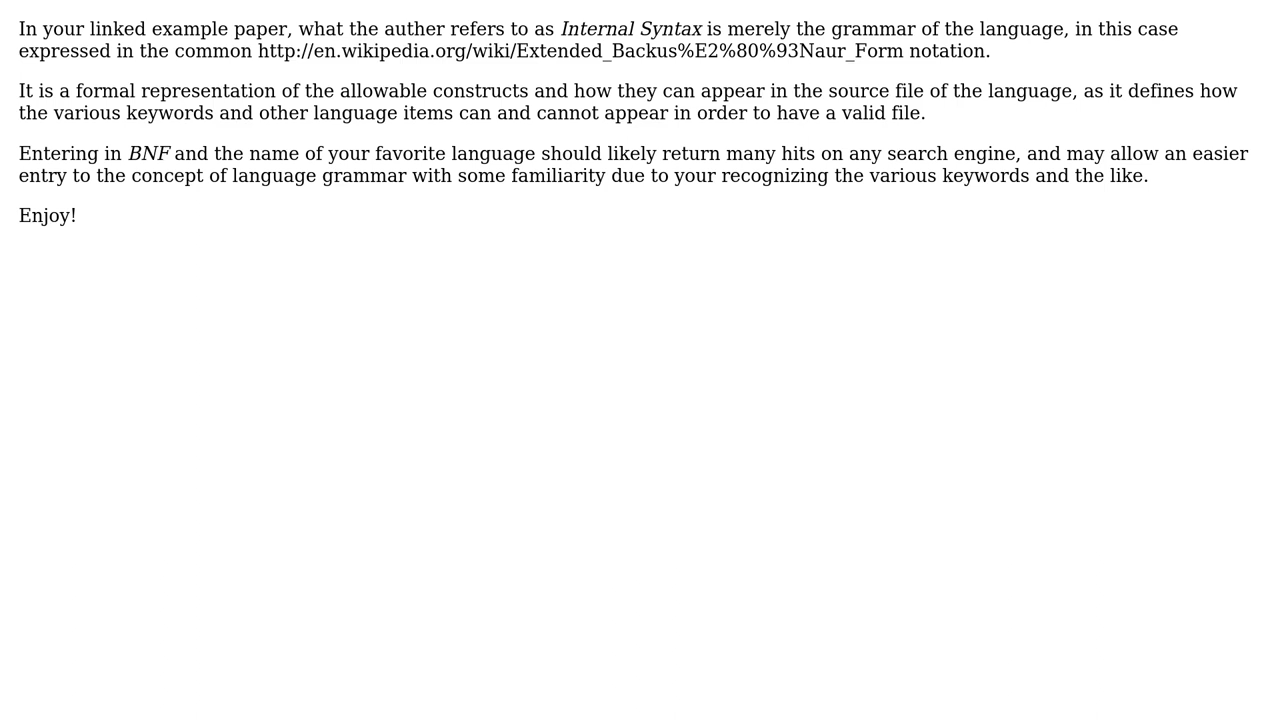 In your linked example paper, what the auther refers to as Internal Syntax is merely the grammar of the language, in this case
expressed in the common http://en.wikipedia.org/wiki/Extended_Backus%E2%80%93Naur_Form notation.
It is a formal representation of the allowable constructs and how they can appear in the source file of the language, as it defines how
the various keywords and other language items can and cannot appear in order to have a valid file.
Entering in BNF and the name of your favorite language should likely return many hits on any search engine, and may allow an easier
entry to the concept of language grammar with some familiarity due to your recognizing the various keywords and the like.
Enjoy!